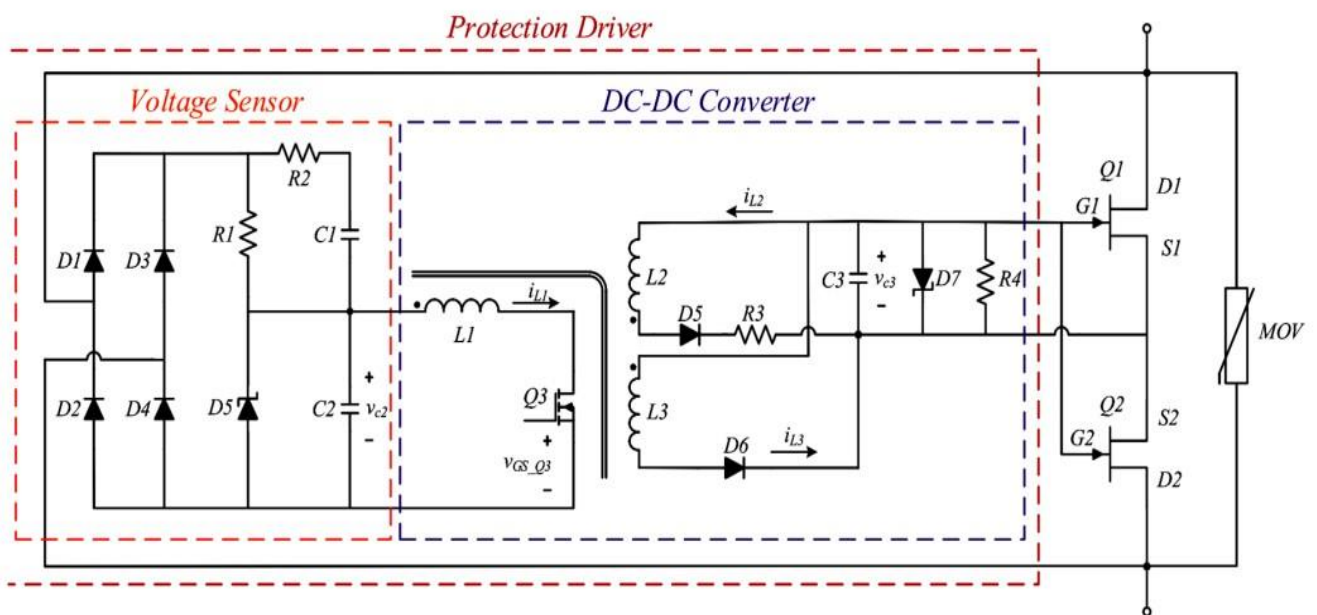 Protection Driver
Voltage Sensor
DC-DC Converter
R2
R1
C1
D1
D3
D2
D4
D5
C2
+
v_c2
-
L1
i_L1
Q3
+
v_GS_Q3
-
i_L2
L2
D5
R3
C3
+
v_c3
-
D7
R4
L3
D6
i_L3
Q1
D1
G1
S1
Q2
S2
G2
D2
MOV